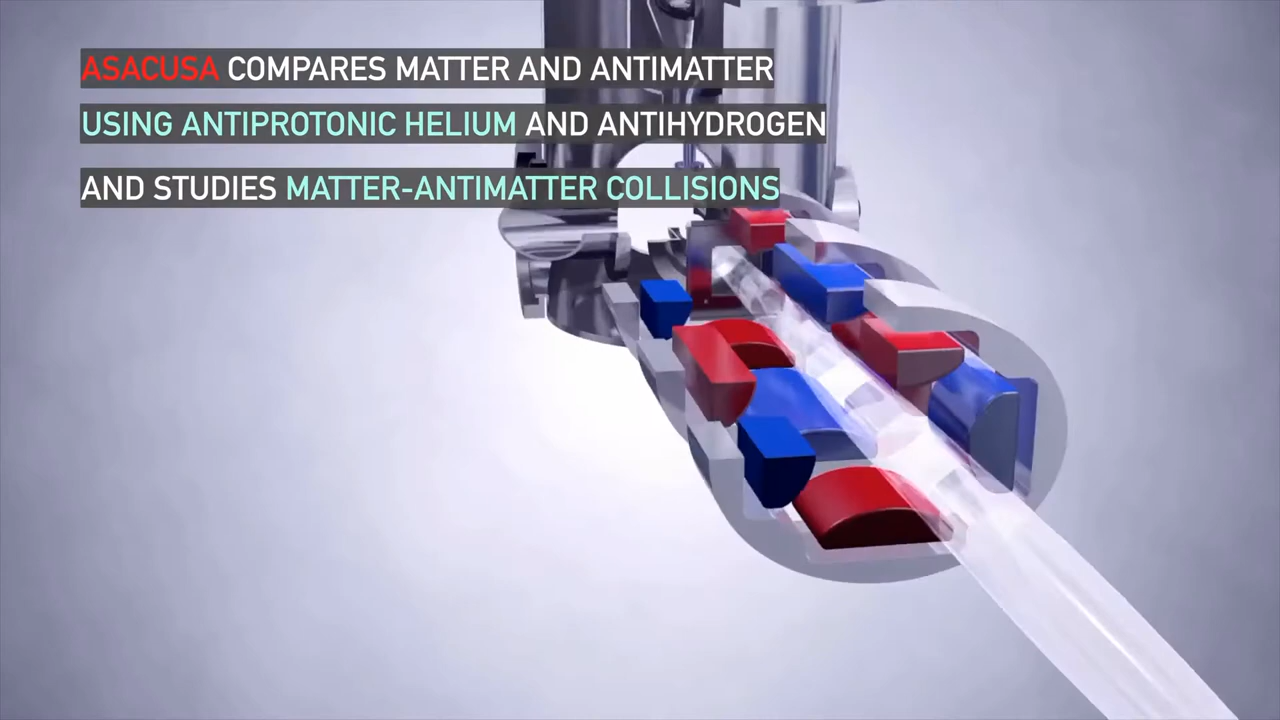 ASACUSA COMPARES MATTER AND ANTIMATTER
USING ANTIPROTONIC HELIUM AND ANTIHYDROGEN
AND STUDIES MATTER-ANTIMATTER COLLISIONS